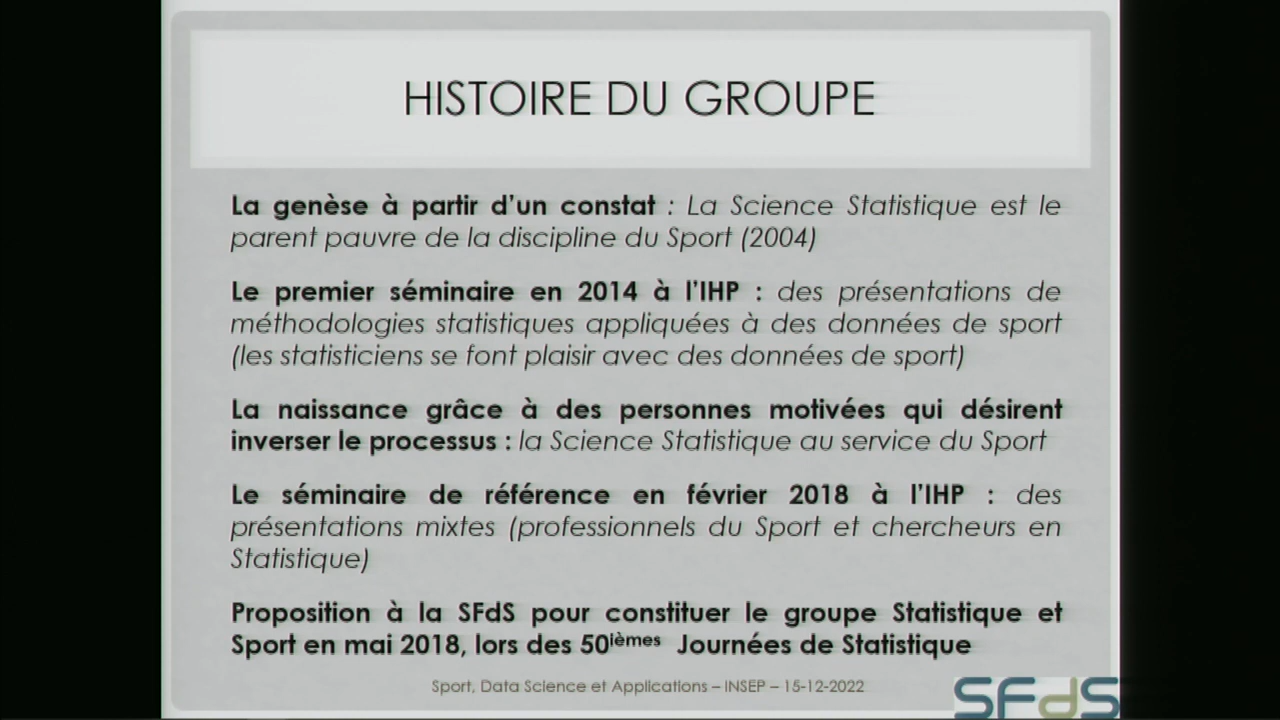 HISTOIRE DU GROUPE
La genèse à partir d'un constat : La Science Statistique est le
parent pauvre de la discipline du Sport (2004)
Le premier séminaire en 2014 à l'IHP : des présentations de
méthodologies statistiques appliquées à des données de sport
(les statisticiens se font plaisir avec des données de sport)
La naissance grâce à des personnes motivées qui désirent
inverser le processus : la Science Statistique au service du Sport
Le séminaire de référence en février 2018 à l'IHP : des
présentations mixtes (professionnels du Sport et chercheurs en
Statistique)
Proposition à la SFdS pour constituer le groupe Statistique et
Sport en mai 2018, lors des 50ièmes Journées de Statistique
Sport, Data Science et Applications – INSEP – 15-12-2022
SFdS